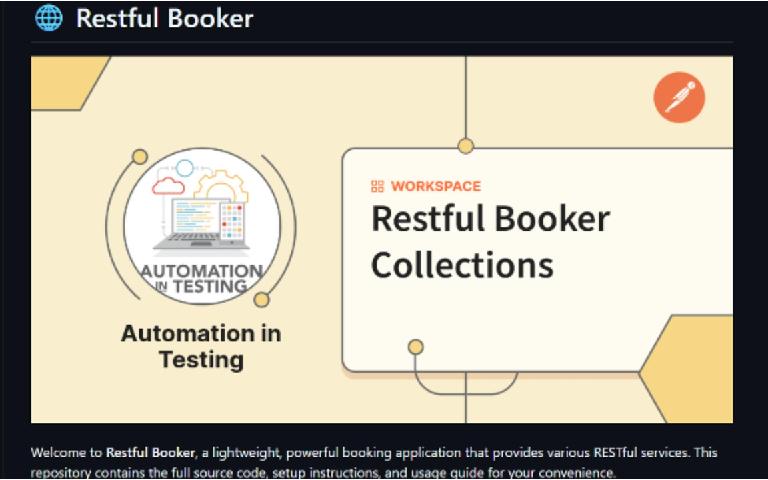 Restful Booker
AUTOMATION
IN TESTING
Automation in
Testing
WORKSPACE
Restful Booker
Collections
Welcome to Restful Booker, a lightweight, powerful booking application that provides various RESTful services. This
repository contains the full source code, setup instructions, and usage guide for your convenience.